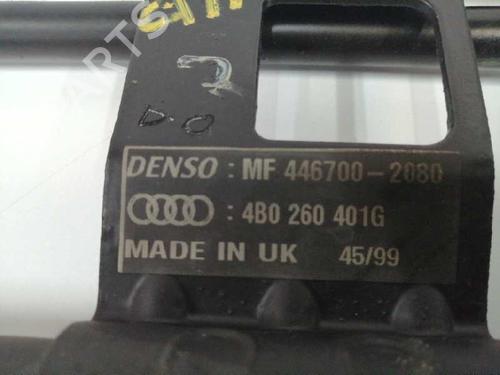 D.O
DENSO : MF 446700-2080
: 4B0 260 401G
MADE IN UK 45/99